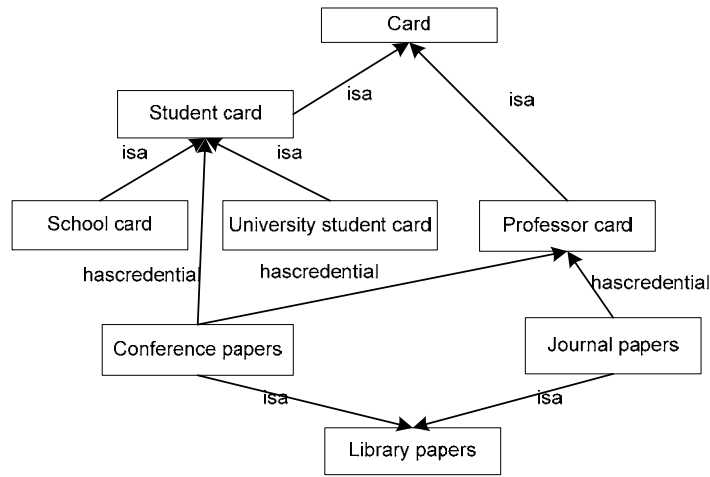 Card
isa
isa
Student card
isa
isa
School card
University student card
Professor card
hascredential
hascredential
hascredential
Conference papers
Journal papers
isa
isa
Library papers